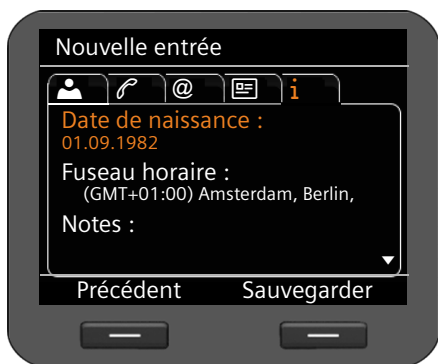 Nouvelle entrée
@ i
Date de naissance :
01.09.1982
Fuseau horaire :
(GMT+01:00) Amsterdam, Berlin,
Notes :
Précédent Sauvegarder